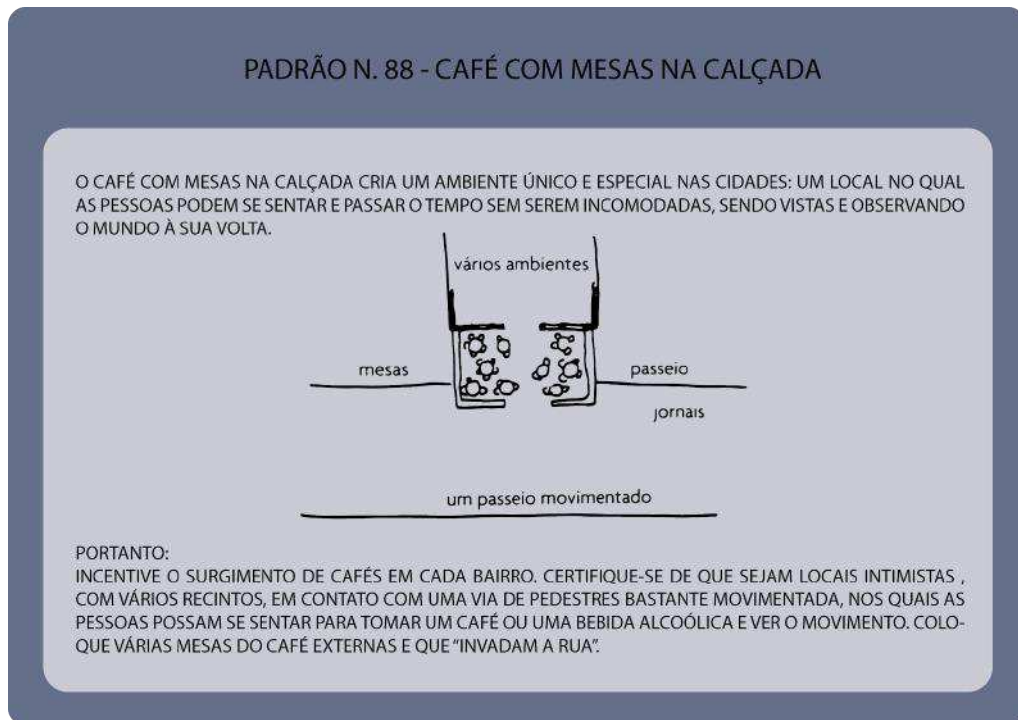 PADRÃO N. 88 - CAFÉ COM MESAS NA CALÇADA
O CAFÉ COM MESAS NA CALÇADA CRIA UM AMBIENTE ÚNICO E ESPECIAL NAS CIDADES: UM LOCAL NO QUAL
AS PESSOAS PODEM SE SENTAR E PASSAR O TEMPO SEM SEREM INCOMODADAS, SENDO VISTAS E OBSERVANDO
O MUNDO À SUA VOLTA.
vários ambientes
mesas
passeio
jornais
um passeio movimentado
PORTANTO:
INCENTIVE O SURGIMENTO DE CAFÉS EM CADA BAIRRO. CERTIFIQUE-SE DE QUE SEJAM LOCAIS INTIMISTAS ,
COM VÁRIOS RECINTOS, EM CONTATO COM UMA VIA DE PEDESTRES BASTANTE MOVIMENTADA, NOS QUAIS AS
PESSOAS POSSAM SE SENTAR PARA TOMAR UM CAFÉ OU UMA BEBIDA ALCOÓLICA E VER O MOVIMENTO. COLO-
QUE VÁRIAS MESAS DO CAFÉ EXTERNAS E QUE “INVADAM A RUA”.